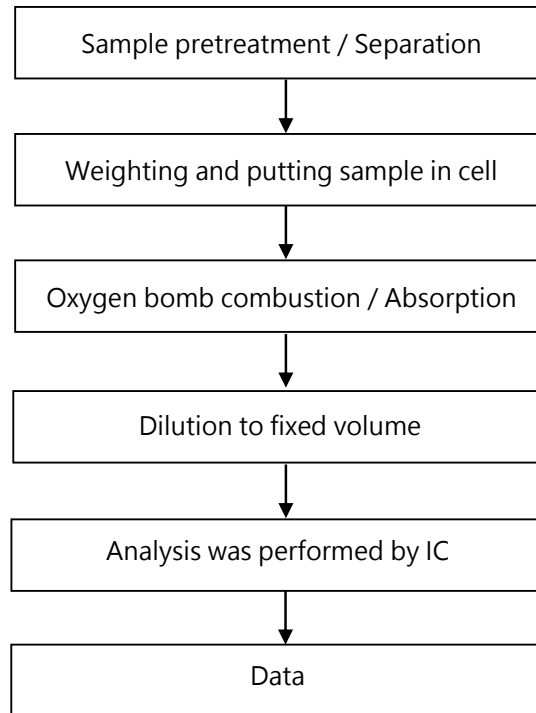 Sample pretreatment / Separation
Weighting and putting sample in cell
Oxygen bomb combustion / Absorption
Dilution to fixed volume
Analysis was performed by IC
Data